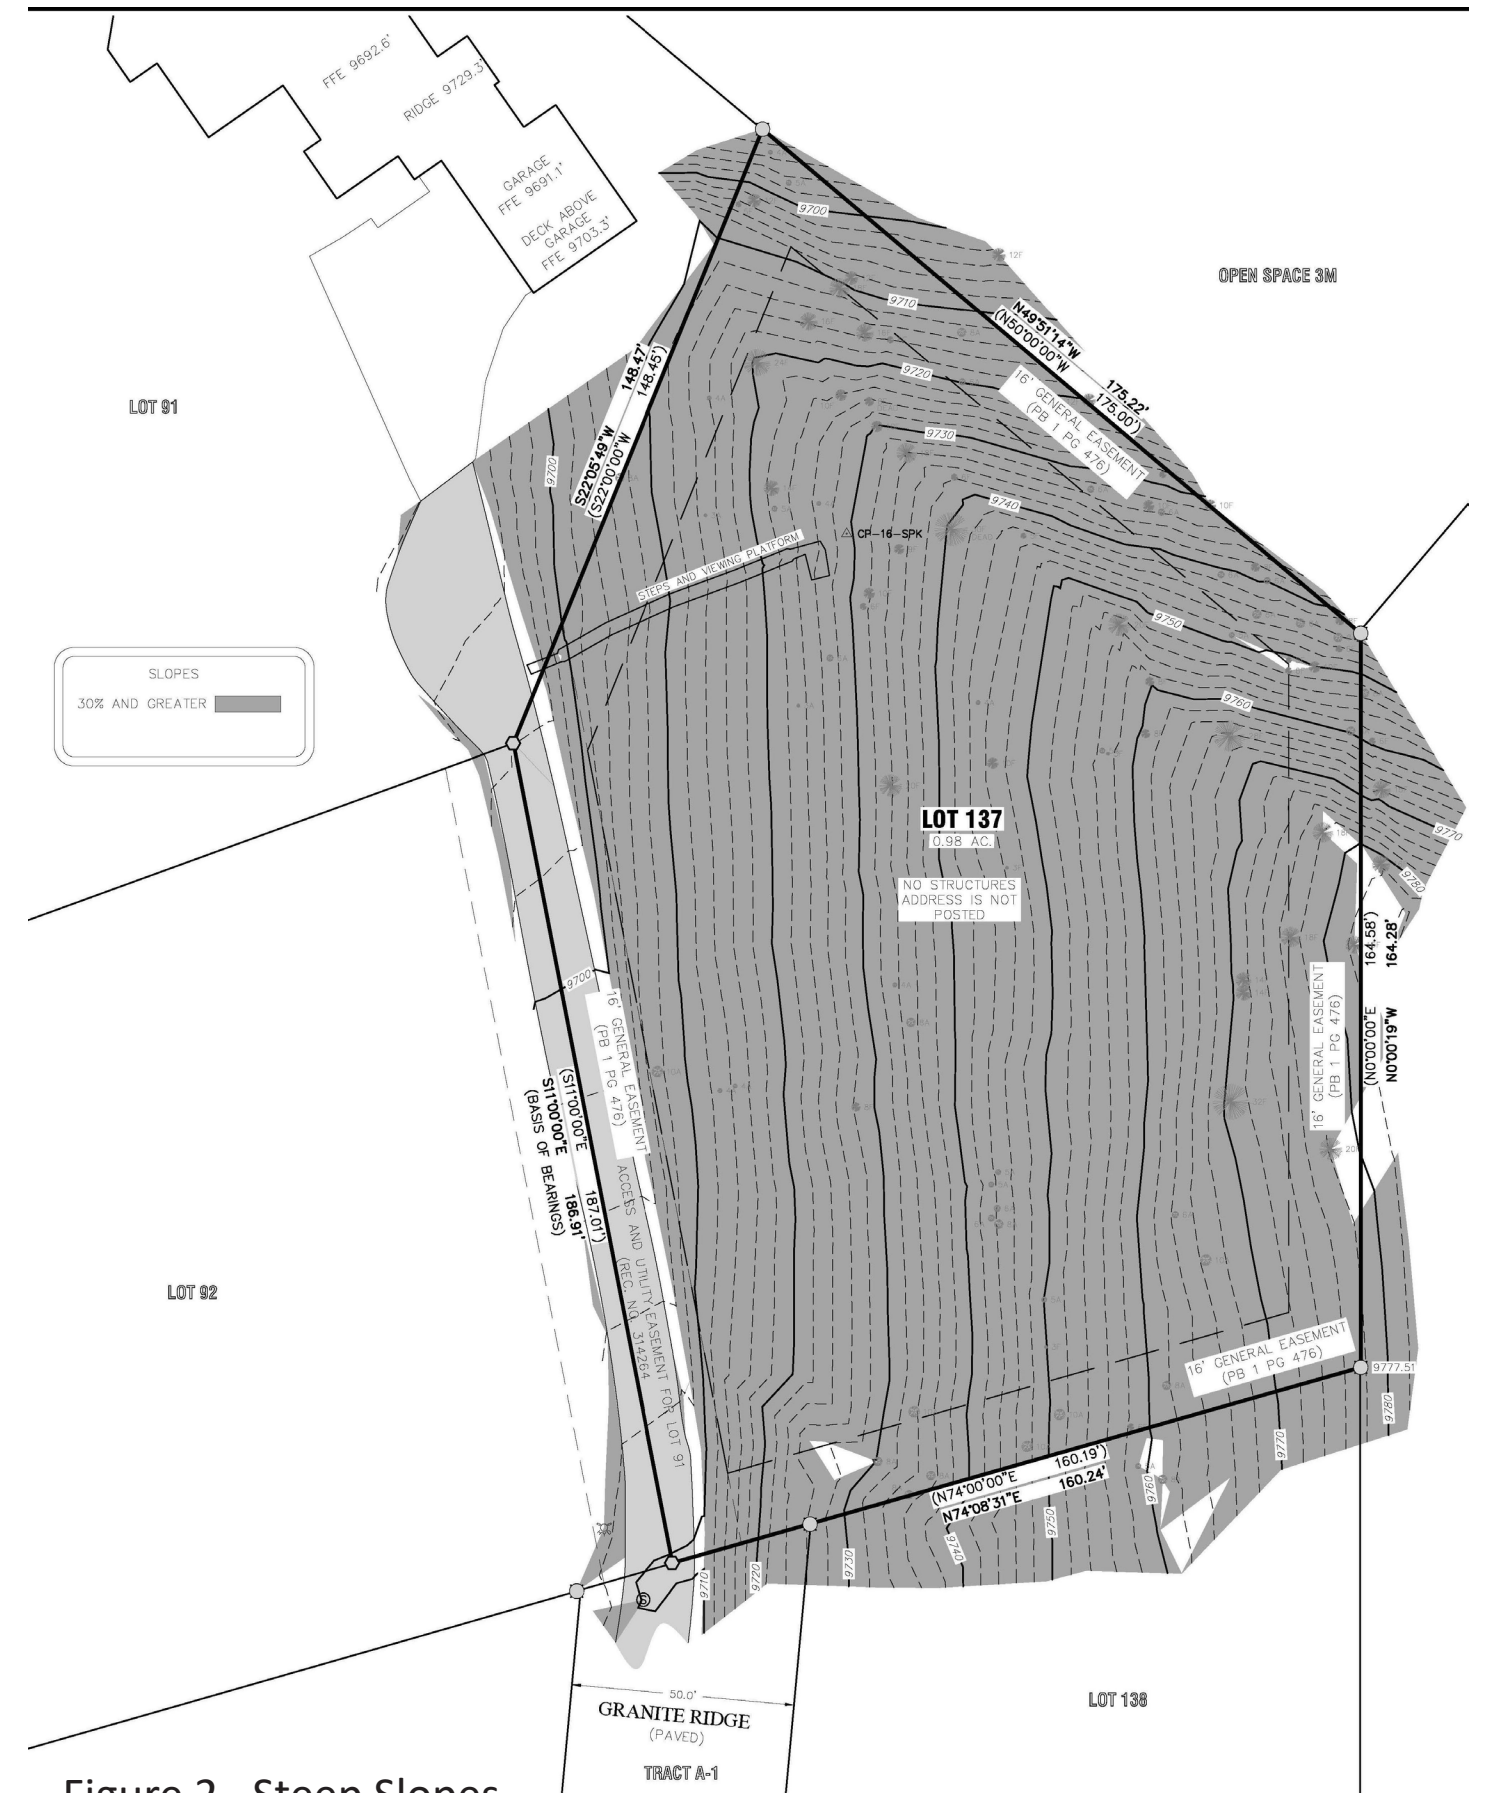 FFE 9692.6'
RIDGE 9729.3'
GARAGE
FFE 9691.1'
DECK ABOVE
GARAGE
FFE 9703.3'
9700
12F
OPEN SPACE 3M
9710
N49°51'14"W 175.22'
(N50°00'00"W 175.00')
16' GENERAL EASEMENT
(PB 1 PG 476)
9720
148.47'
148.45')
S22°05'49"W
(S22°00'00"W
LOT 91
9730
9700
9740
10F
CP-16-SPK
STEPS AND VIEWING PLATFORM
9750
SLOPES
30% AND GREATER
9760
LOT 137
0.98 AC.
9770
NO STRUCTURES
ADDRESS IS NOT
POSTED
9780
164.58')
164.28'
(N0°00'00"E
N0°00'19"W
16' GENERAL EASEMENT
(PB 1 PG 476)
9700
16' GENERAL EASEMENT
(PB 1 PG 476)
(S11°00'00"E 187.01')
S11°00'00"E 186.91'
(BASIS OF BEARINGS)
ACCESS AND UTILITY EASEMENT FOR LOT 91
(REC. NO. 314264
LOT 92
16' GENERAL EASEMENT
(PB 1 PG 476)
9777.51
9780
9770
(N74°00'00"E 160.19')
N74°08'31"E 160.24'
9760
9750
9740
9730
9720
9710
S
50.0'
GRANITE RIDGE
(PAVED)
TRACT A-1
LOT 138
Figure 2 Steep Slopes